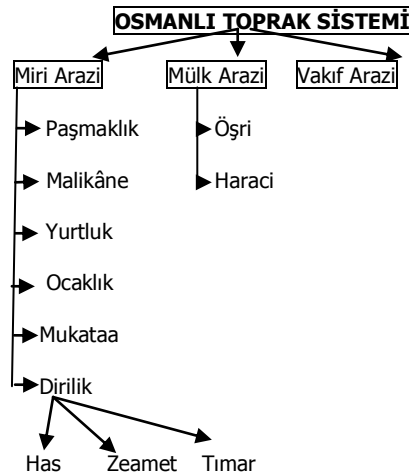 OSMANLI TOPRAK SİSTEMİ
Miri Arazi
Mülk Arazi
Vakıf Arazi
Paşmaklık
Malikâne
Yurtluk
Ocaklık
Mukataa
Dirilik
Öşri
Haraci
Has
Zeamet
Tımar